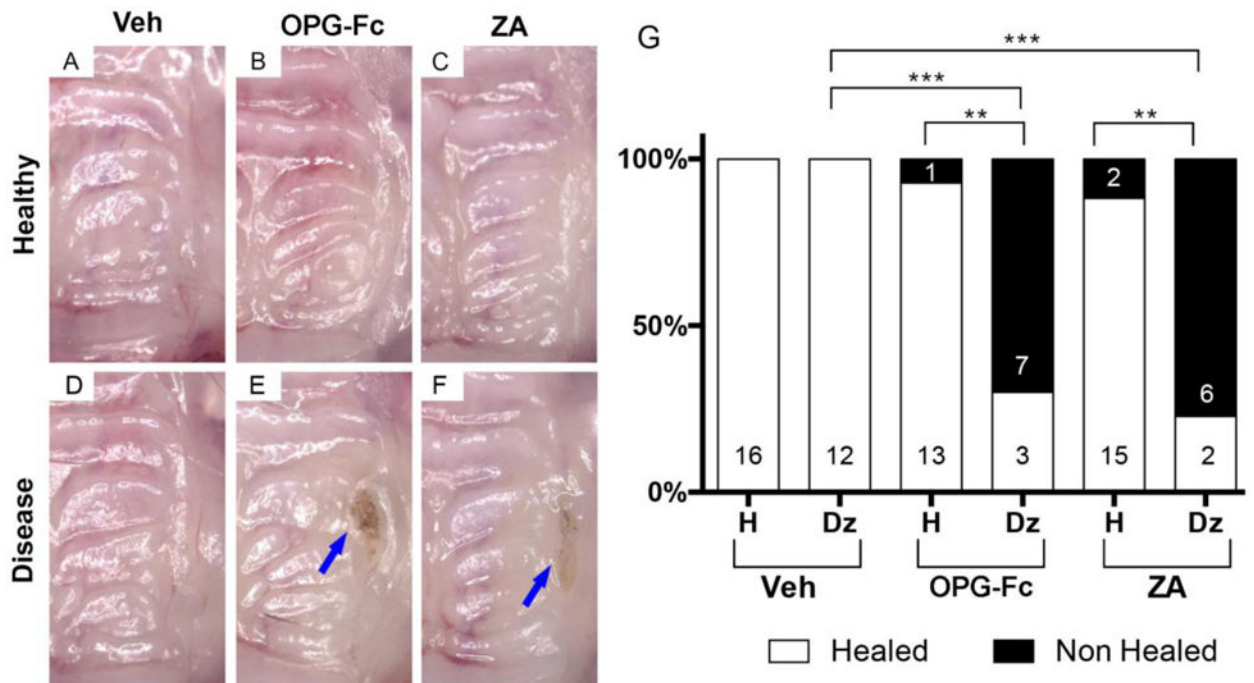 Veh OPG-Fc ZA
Healthy
A B C
Disease
D E F
G
***
***
** **
100%
50%
0%
1 2
7
6
16 12 13 3 15 2
H Dz H Dz H Dz
Veh OPG-Fc ZA
Healed Non Healed